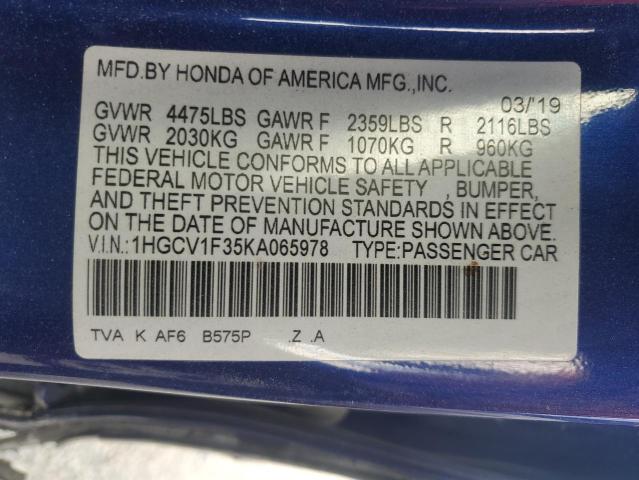 MFD.BY HONDA OF AMERICA MFG.,INC.
03/'19
GVWR 4475LBS GAWR F 2359LBS R 2116LBS
GVWR 2030KG GAWR F 1070KG R 960KG
THIS VEHICLE CONFORMS TO ALL APPLICABLE
FEDERAL MOTOR VEHICLE SAFETY , BUMPER,
AND THEFT PREVENTION STANDARDS IN EFFECT
ON THE DATE OF MANUFACTURE SHOWN ABOVE.
V.I.N.:1HGCV1F35KA065978 TYPE:PASSENGER CAR
TVA K AF6 B575P .Z .A